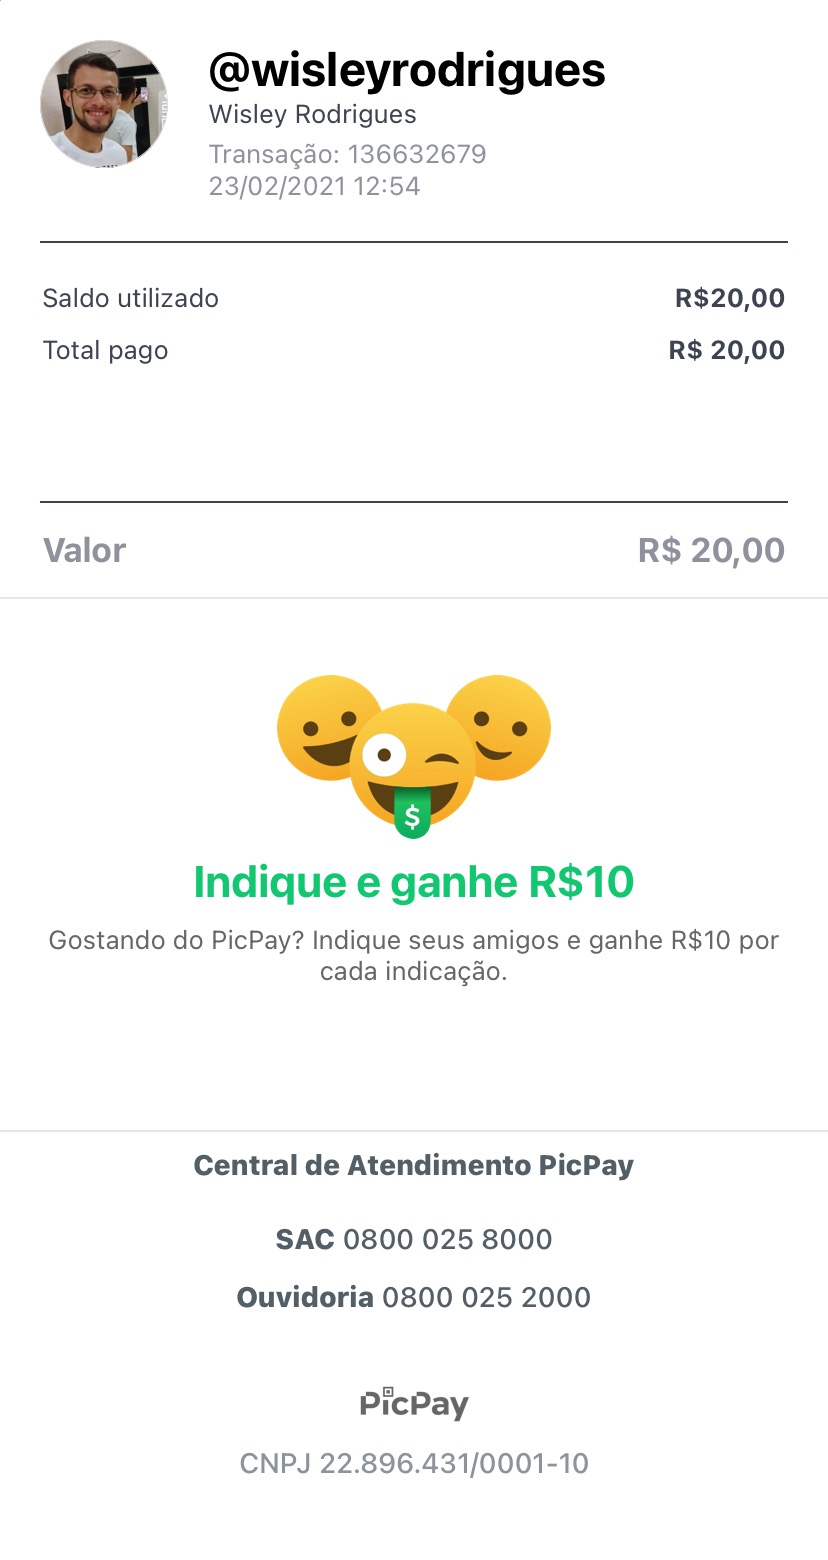 @wisleyrodrigues
Wisley Rodrigues
Transação: 136632679
23/02/2021 12:54
Saldo utilizado R$20,00
Total pago R$ 20,00
Valor R$ 20,00
$
Indique e ganhe R$10
Gostando do PicPay? Indique seus amigos e ganhe R$10 por
cada indicação.
Central de Atendimento PicPay
SAC 0800 025 8000
Ouvidoria 0800 025 2000
PicPay
CNPJ 22.896.431/0001-10